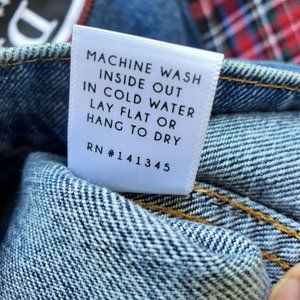 MACHINE WASH
INSIDE OUT
IN COLD WATER
LAY FLAT OR
HANG TO DRY
RN #141345